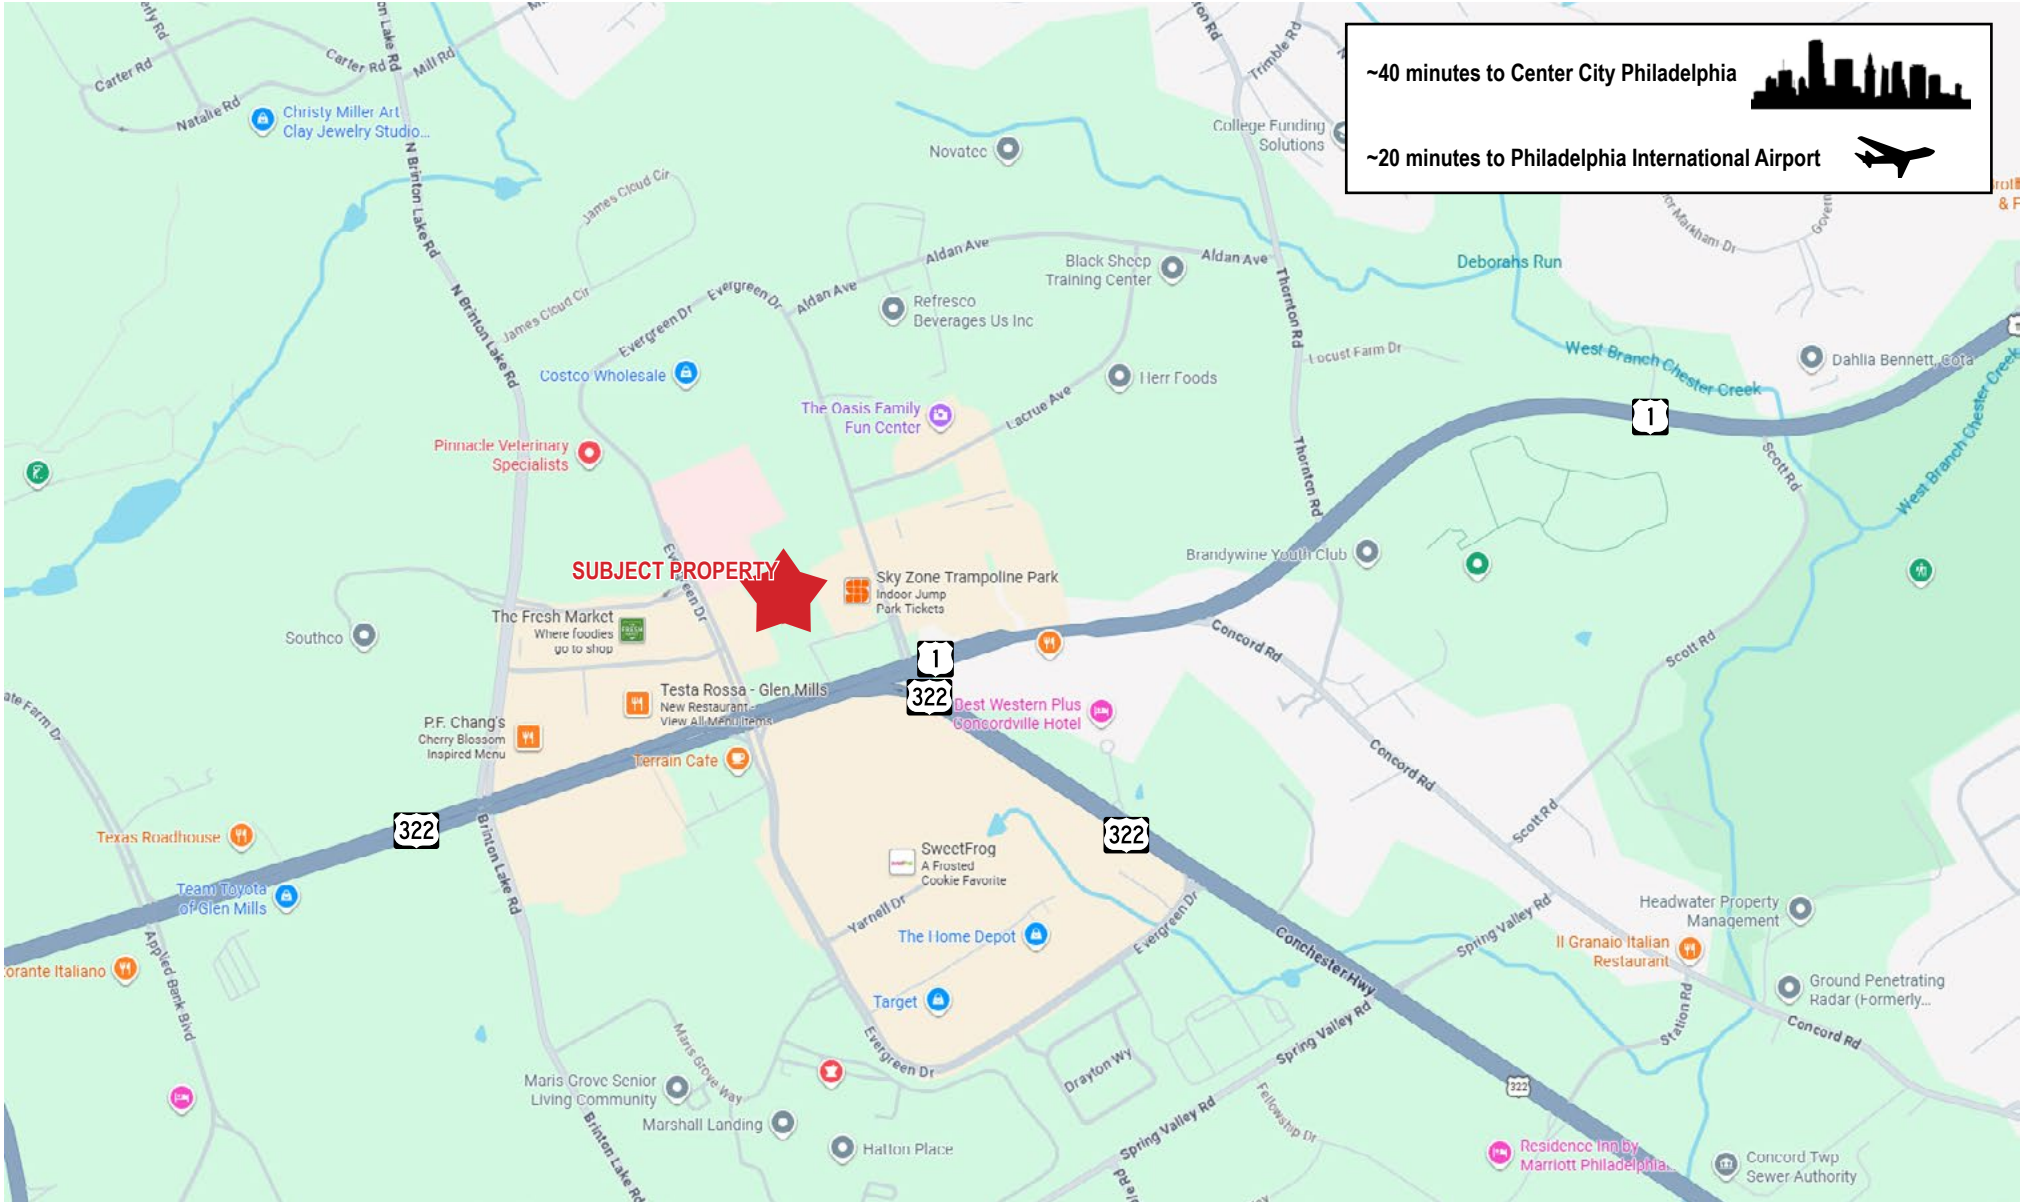 ~40 minutes to Center City Philadelphia
~20 minutes to Philadelphia International Airport
Carter Rd
Carter Rd
Mill Rd
Natalie Rd
Christy Miller Art
Clay Jewelry Studio...
N Brinton Lake Rd
N Brinton Lake Rd
James Cloud Cir
James Cloud Cir
Novatec
College Funding
Solutions
Trimble Rd
Deborahs Run
Aldan Ave
Aldan Ave
Aldan Ave
Black Sheep
Training Center
Evergreen Dr
Evergreen Dr
Refresco
Beverages Us Inc
Thornton Rd
Locust Farm Dr
West Branch Chester Creek
Dahlia Bennett, Cota
West Branch Chester Creek
Costco Wholesale
Herr Foods
Lacrue Ave
The Oasis Family
Fun Center
1
Pinnacle Veterinary
Specialists
Thornton Rd
Scott Rd
Brandywine Youth Club
SUBJECT PROPERTY
Evergreen Dr
Sky Zone Trampoline Park
Indoor Jump
Park Tickets
The Fresh Market
Where foodies
go to shop
Southco
Concord Rd
Scott Rd
1
322
Testa Rossa - Glen Mills
New Restaurant -
View All Menu Items
Best Western Plus
Concordville Hotel
P.F. Chang's
Cherry Blossom
Inspired Menu
Terrain Cafe
Concord Rd
Scott Rd
322
322
Texas Roadhouse
Brinton Lake Rd
SweetFrog
A Frosted
Cookie Favorite
Team Toyota
of Glen Mills
Yarnell Dr
The Home Depot
Evergreen Dr
Conchester Hwy
Spring Valley Rd
Headwater Property
Management
Il Granaio Italian
Restaurant
orante Italiano
Applied Bank Blvd
Target
Ground Penetrating
Radar (Formerly...
Station Rd
Concord Rd
Spring Valley Rd
Evergreen Dr
Maris Grove Way
Drayton Wy
Maris Grove Senior
Living Community
322
Marshall Landing
Brinton Lake Rd
Hatton Place
Spring Valley Rd
Fellowship Dr
Residence Inn by
Marriott Philadelphia...
Concord Twp
Sewer Authority